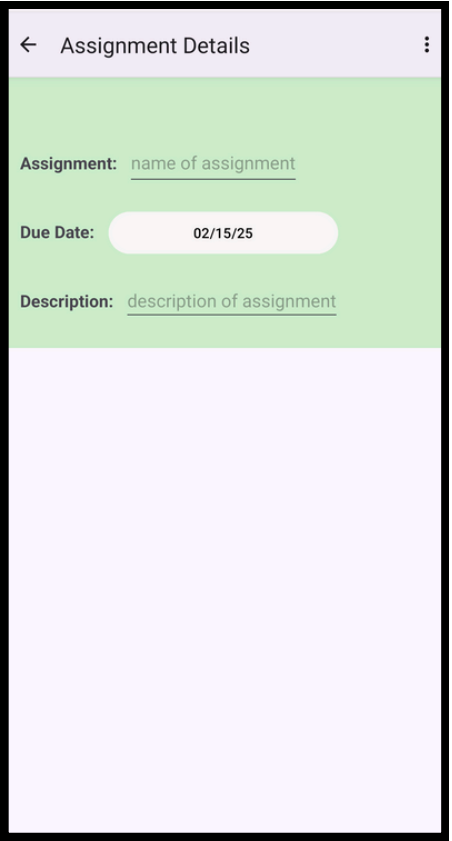 Assignment Details
Assignment: name of assignment
Due Date: 02/15/25
Description: description of assignment